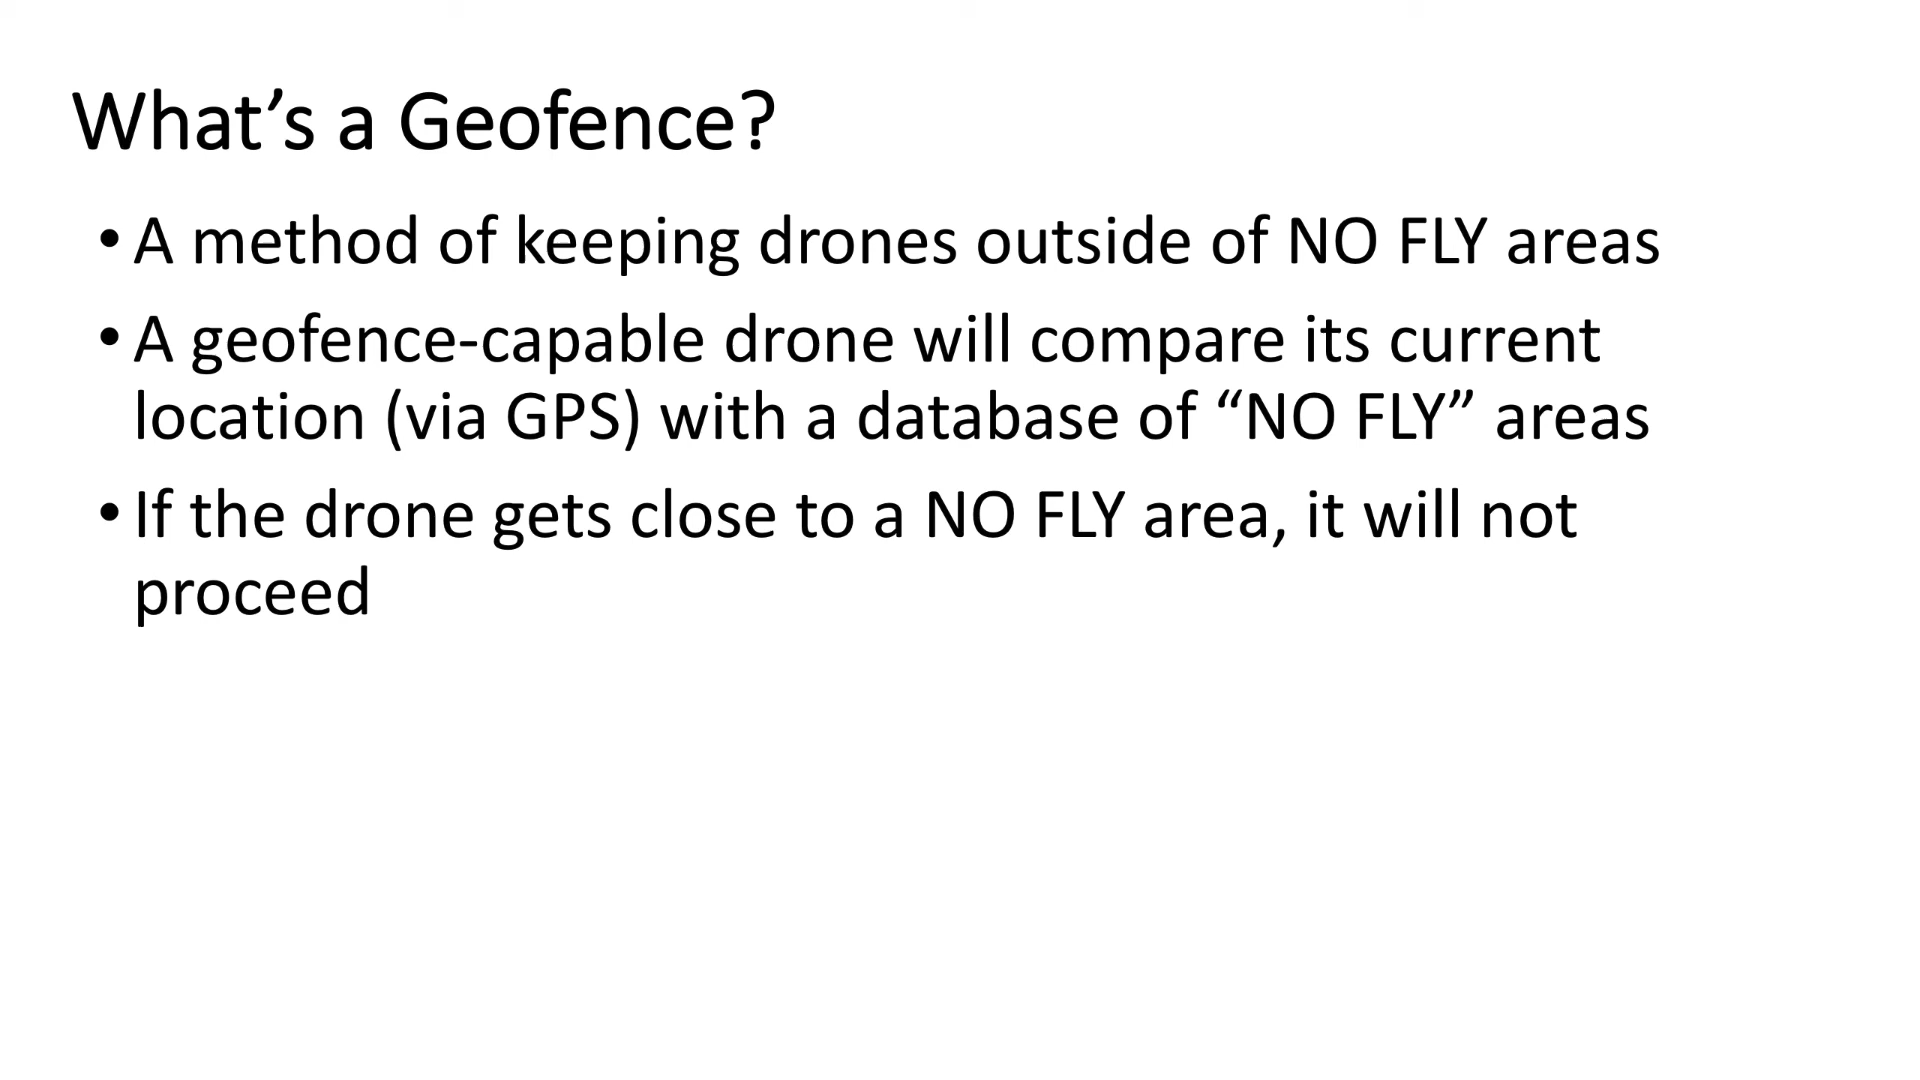 What’s a Geofence?
• A method of keeping drones outside of NO FLY areas
• A geofence-capable drone will compare its current
location (via GPS) with a database of “NO FLY” areas
• If the drone gets close to a NO FLY area, it will not
proceed